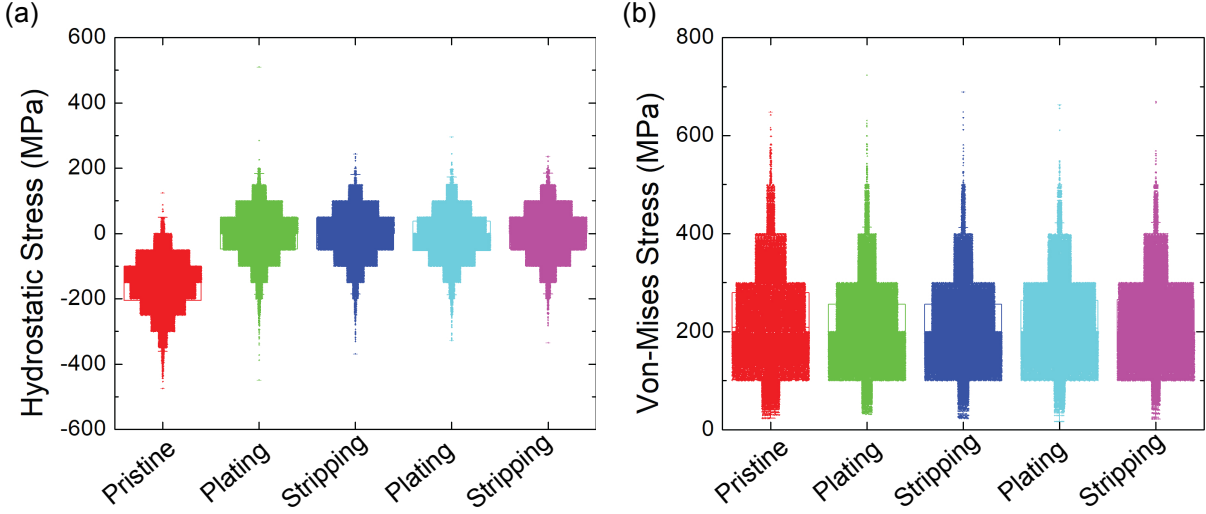 (a)
Hydrostatic Stress (MPa)
600
400
200
0
-200
-400
-600
Pristine
Plating
Stripping
Plating
Stripping
(b)
Von-Mises Stress (MPa)
800
600
400
200
0
Pristine
Plating
Stripping
Plating
Stripping